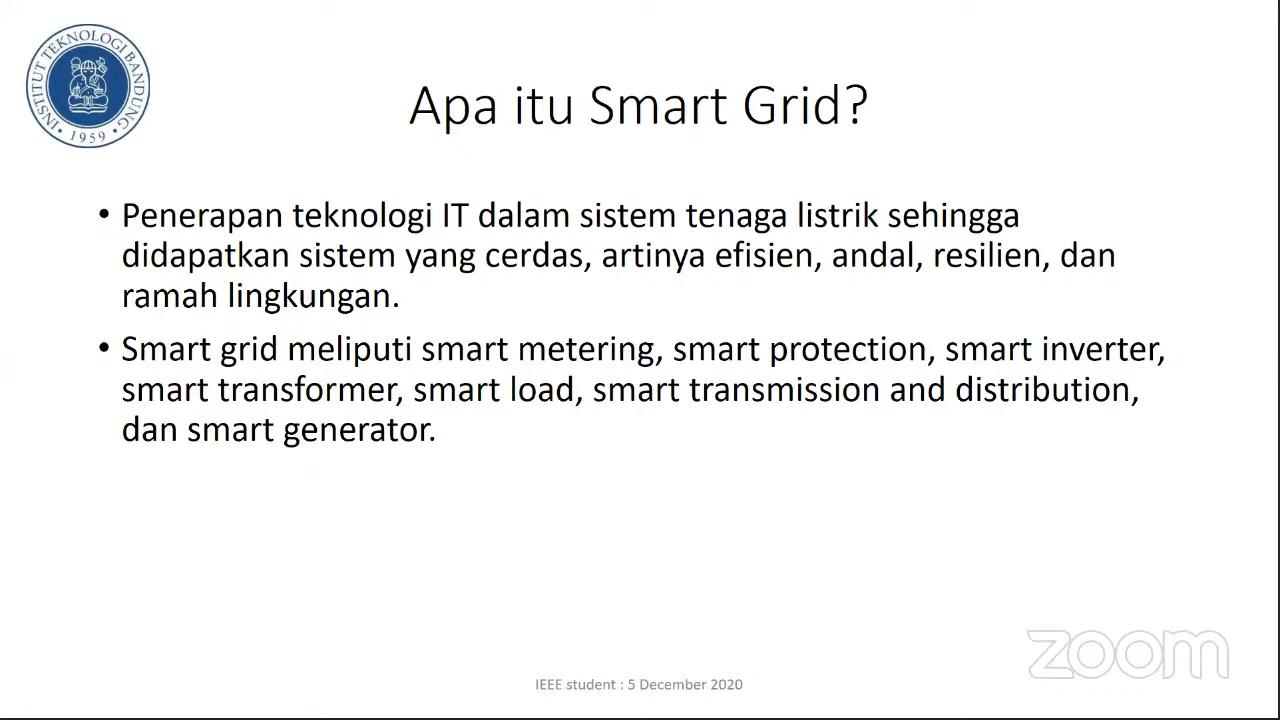 INSTITUT TEKNOLOGI BANDUNG
1959
Apa itu Smart Grid?
• Penerapan teknologi IT dalam sistem tenaga listrik sehingga
didapatkan sistem yang cerdas, artinya efisien, andal, resilien, dan
ramah lingkungan.
• Smart grid meliputi smart metering, smart protection, smart inverter,
smart transformer, smart load, smart transmission and distribution,
dan smart generator.
zoom
IEEE student : 5 December 2020